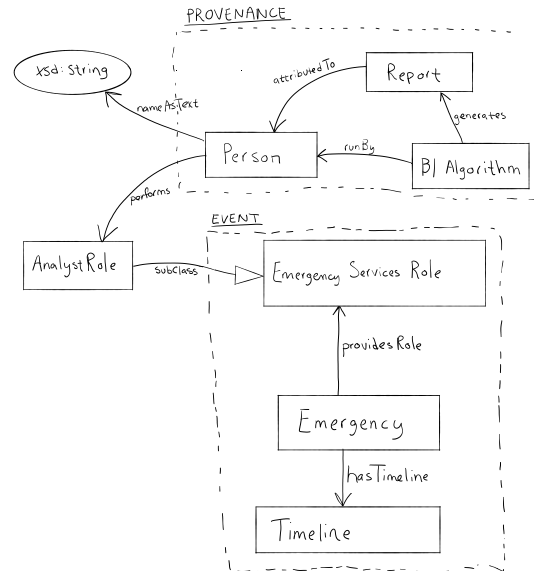 PROVENANCE
xsd:String
attributedTo
Report
nameAsText
generates
Person
runBy
BI Algorithm
performs
EVENT
AnalystRole
subClass
Emergency Services Role
providesRole
Emergency
hasTimeline
Timeline